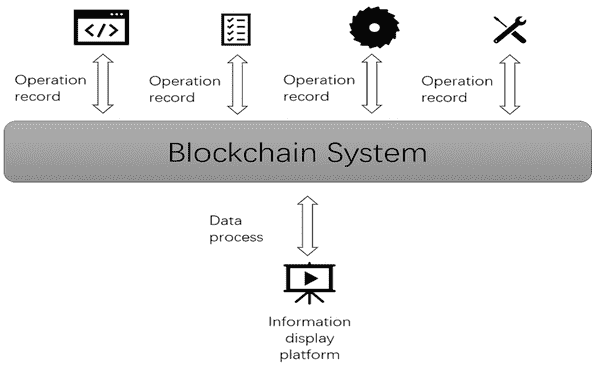 </>
Operation
record
Operation
record
Operation
record
Operation
record
Blockchain System
Data
process
Information
display
platform